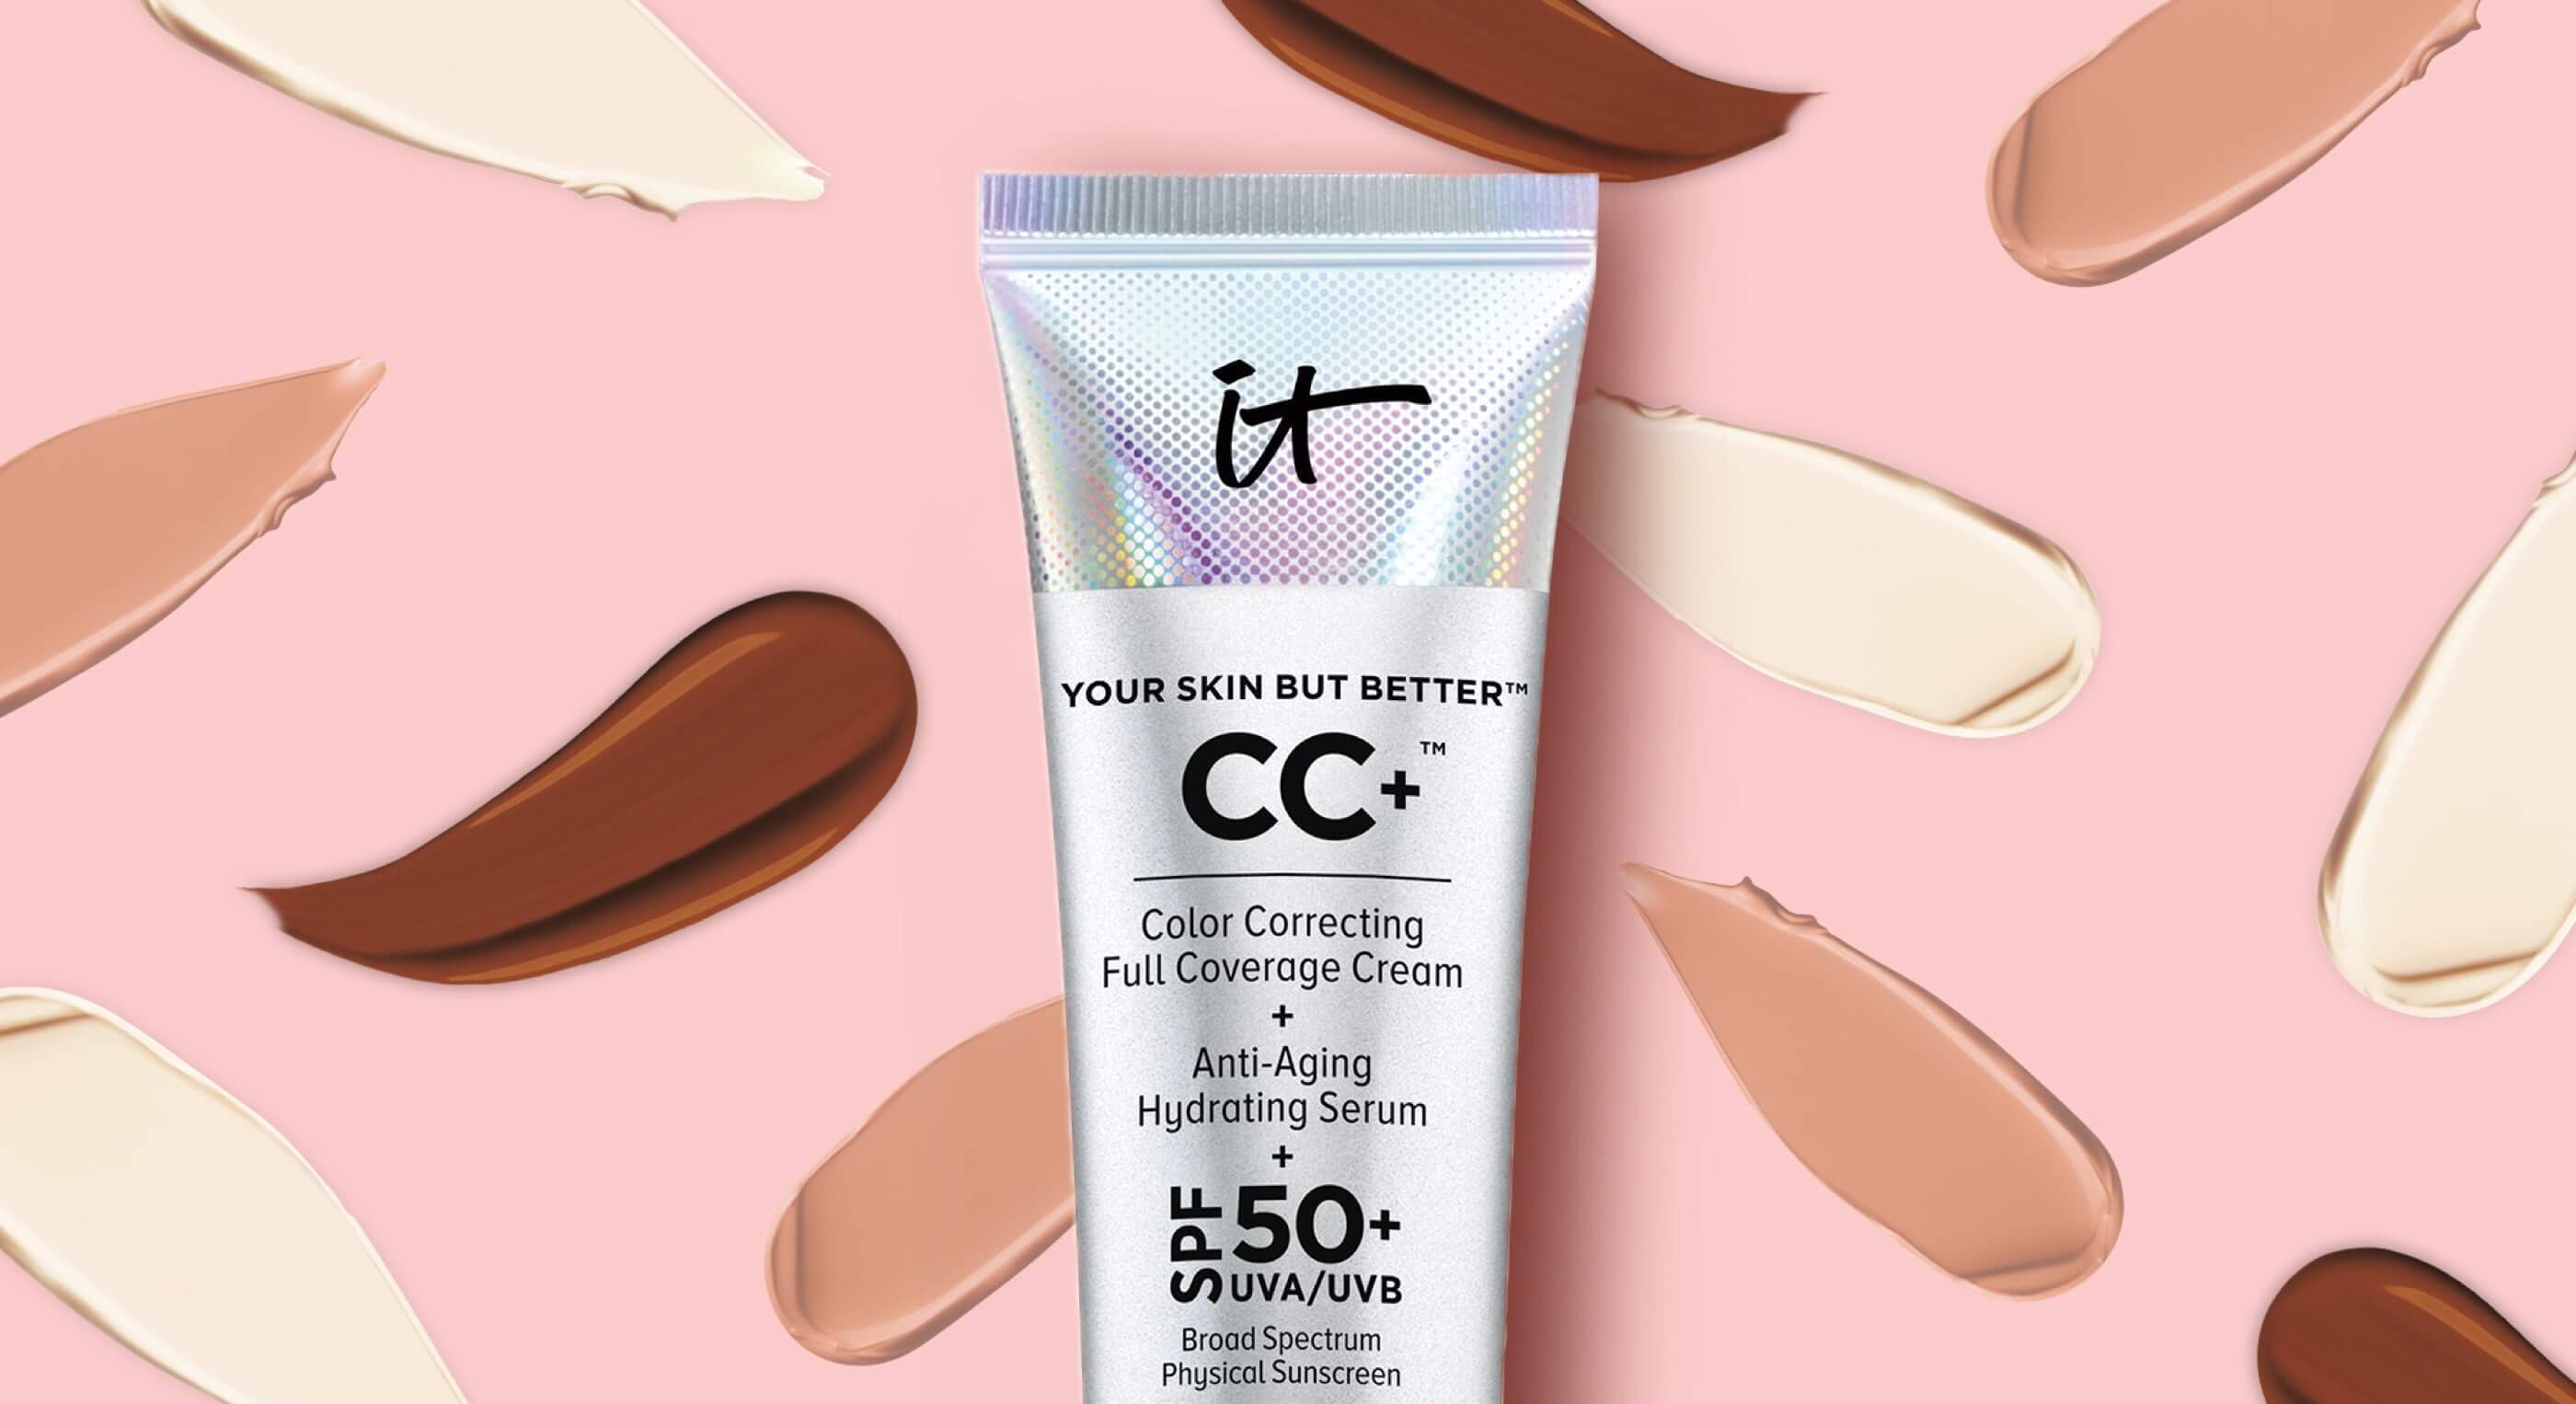 it
YOUR SKIN BUT BETTER™
CC+™
Color Correcting
Full Coverage Cream
+
Anti-Aging
Hydrating Serum
+
SPF 50+
UVA/UVB
Broad Spectrum
Physical Sunscreen